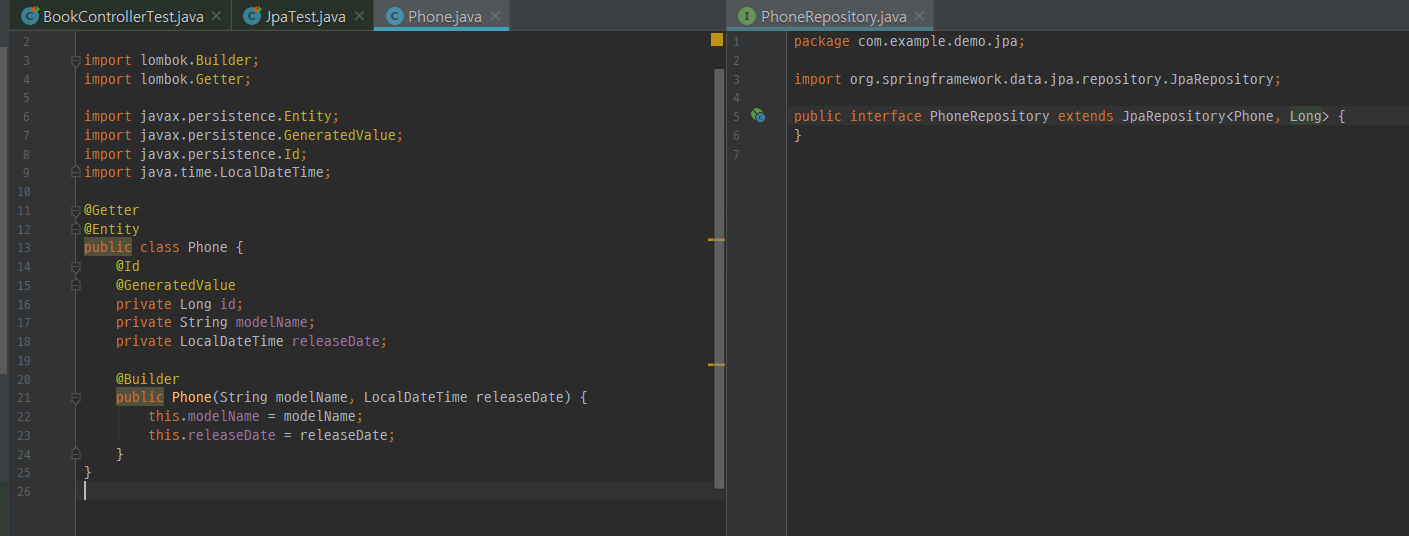 BookControllerTest.java
JpaTest.java
Phone.java
2
3 import lombok.Builder;
4 import lombok.Getter;
5
6 import javax.persistence.Entity;
7 import javax.persistence.GeneratedValue;
8 import javax.persistence.Id;
9 import java.time.LocalDateTime;
10
11 @Getter
12 @Entity
13 public class Phone {
14 @Id
15 @GeneratedValue
16 private Long id;
17 private String modelName;
18 private LocalDateTime releaseDate;
19
20 @Builder
21 public Phone(String modelName, LocalDateTime releaseDate) {
22 this.modelName = modelName;
23 this.releaseDate = releaseDate;
24 }
25 }
26
PhoneRepository.java
1 package com.example.demo.jpa;
2
3 import org.springframework.data.jpa.repository.JpaRepository;
4
5 public interface PhoneRepository extends JpaRepository<Phone, Long> {
6 }
7